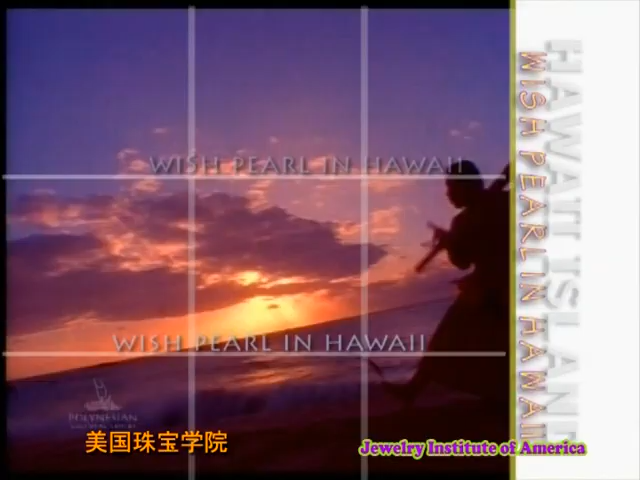 WISH PEARL IN HAWAII
WISH PEARL IN HAWAII
POLYNESIAN
美国珠宝学院
Jewelry Institute of America
WISH PEARL IN HAWAII
HAWAII ISLAND